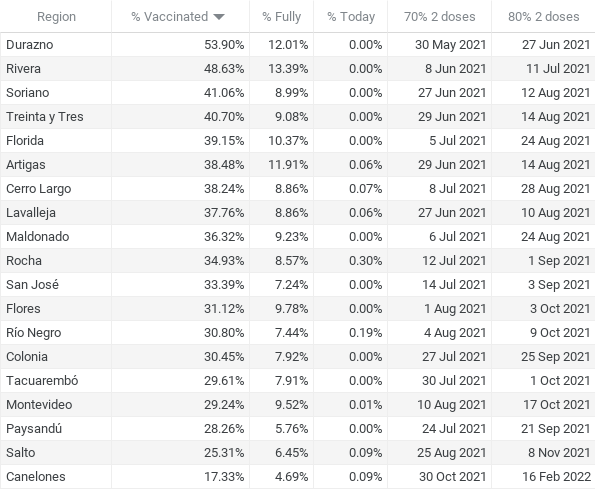 Region % Vaccinated % Fully % Today 70% 2 doses 80% 2 doses
Durazno 53.90% 12.01% 0.00% 30 May 2021 27 Jun 2021
Rivera 48.63% 13.39% 0.00% 8 Jun 2021 11 Jul 2021
Soriano 41.06% 8.99% 0.00% 27 Jun 2021 12 Aug 2021
Treinta y Tres 40.70% 9.08% 0.00% 29 Jun 2021 14 Aug 2021
Florida 39.15% 10.37% 0.00% 5 Jul 2021 24 Aug 2021
Artigas 38.48% 11.91% 0.06% 29 Jun 2021 14 Aug 2021
Cerro Largo 38.24% 8.86% 0.07% 8 Jul 2021 28 Aug 2021
Lavalleja 37.76% 8.86% 0.06% 27 Jun 2021 10 Aug 2021
Maldonado 36.32% 9.23% 0.00% 6 Jul 2021 24 Aug 2021
Rocha 34.93% 8.57% 0.30% 12 Jul 2021 1 Sep 2021
San José 33.39% 7.24% 0.00% 14 Jul 2021 3 Sep 2021
Flores 31.12% 9.78% 0.00% 1 Aug 2021 3 Oct 2021
Río Negro 30.80% 7.44% 0.19% 4 Aug 2021 9 Oct 2021
Colonia 30.45% 7.92% 0.00% 27 Jul 2021 25 Sep 2021
Tacuarembó 29.61% 7.91% 0.00% 30 Jul 2021 1 Oct 2021
Montevideo 29.24% 9.52% 0.01% 10 Aug 2021 17 Oct 2021
Paysandú 28.26% 5.76% 0.00% 24 Jul 2021 21 Sep 2021
Salto 25.31% 6.45% 0.09% 25 Aug 2021 8 Nov 2021
Canelones 17.33% 4.69% 0.09% 30 Oct 2021 16 Feb 2022